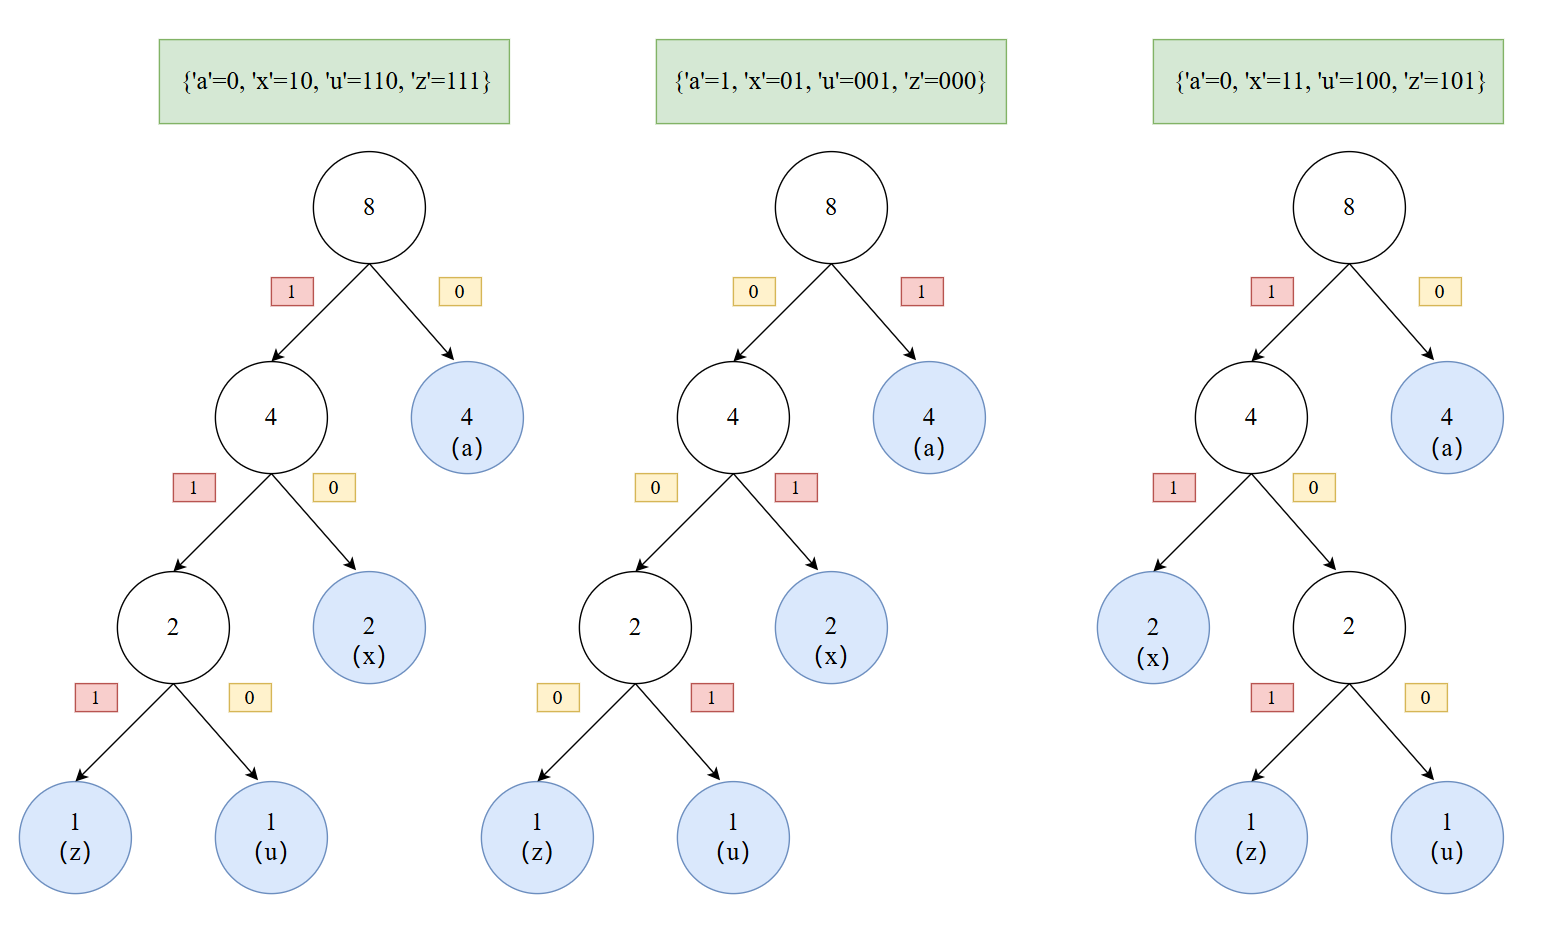 {'a'=0, 'x'=10, 'u'=110, 'z'=111}
{'a'=1, 'x'=01, 'u'=001, 'z'=000}
{'a'=0, 'x'=11, 'u'=100, 'z'=101}
8
1
0
4
4
(a)
1
0
2
2
(x)
1
0
1
(z)
1
(u)
8
0
1
4
4
(a)
0
1
2
2
(x)
0
1
1
(z)
1
(u)
8
1
0
4
4
(a)
1
0
2
(x)
2
1
0
1
(z)
1
(u)